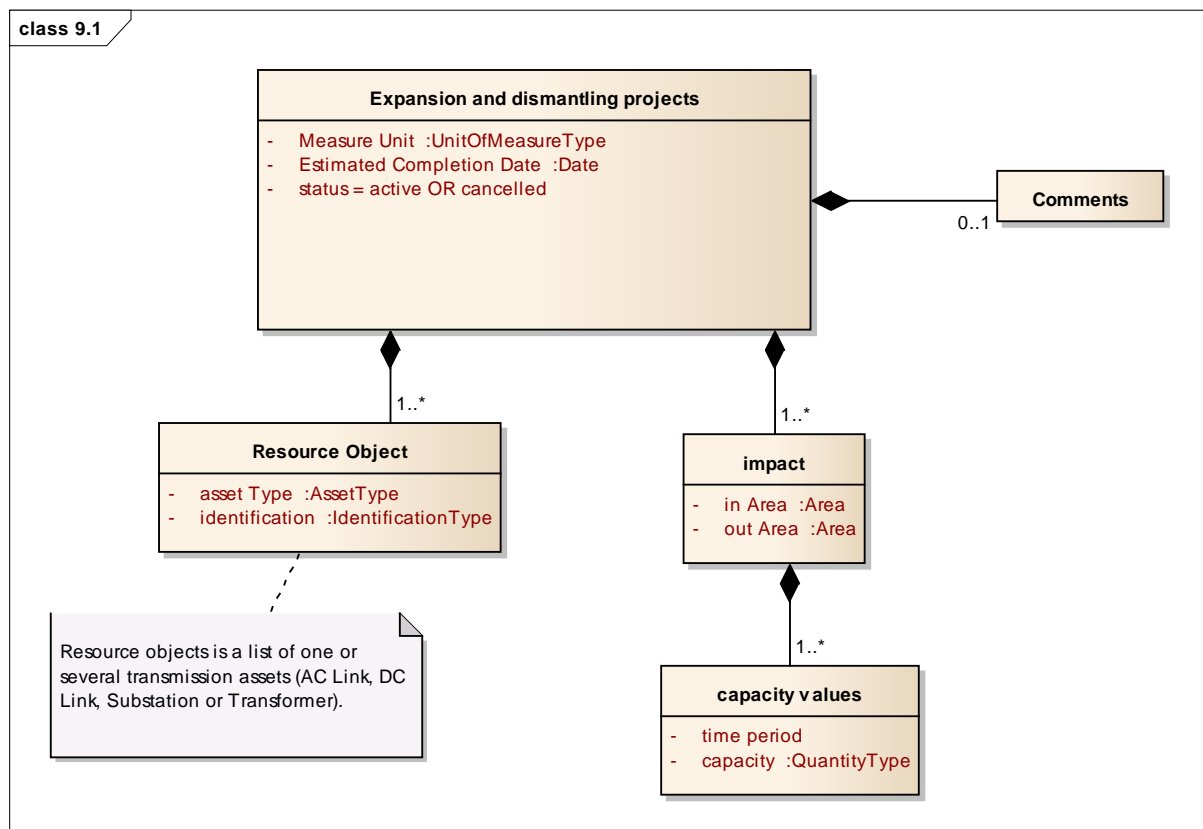 class 9.1
Expansion and dismantling projects
- Measure Unit :UnitOfMeasureType
- Estimated Completion Date :Date
- status = active OR cancelled
Comments
0..1
1..*
1..*
Resource Object
- asset Type :AssetType
- identification :IdentificationType
impact
- in Area :Area
- out Area :Area
Resource objects is a list of one or
several transmission assets (AC Link, DC
Link, Substation or Transformer).
1..*
capacity values
- time period
- capacity :QuantityType